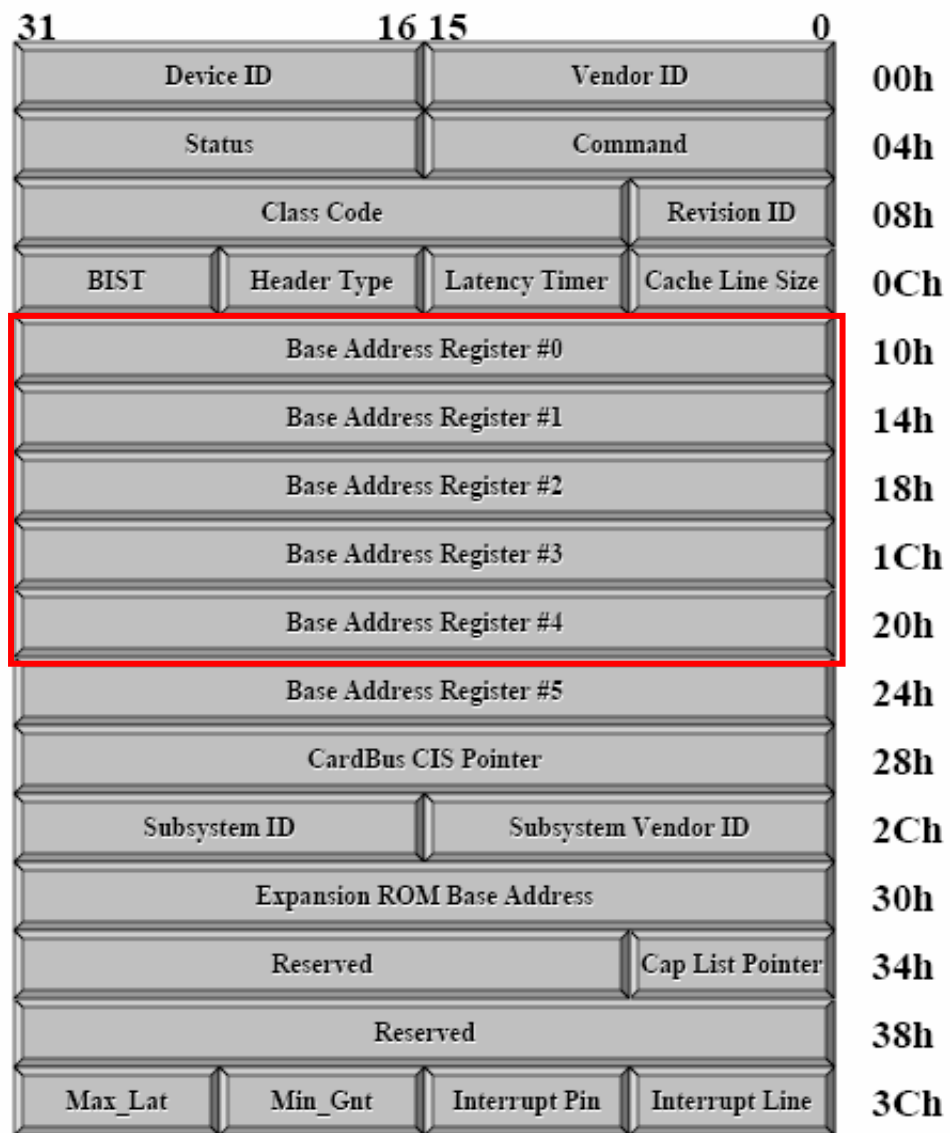 31 16 15 0
Device ID Vendor ID 00h
Status Command 04h
Class Code Revision ID 08h
BIST Header Type Latency Timer Cache Line Size 0Ch
Base Address Register #0 10h
Base Address Register #1 14h
Base Address Register #2 18h
Base Address Register #3 1Ch
Base Address Register #4 20h
Base Address Register #5 24h
CardBus CIS Pointer 28h
Subsystem ID Subsystem Vendor ID 2Ch
Expansion ROM Base Address 30h
Reserved Cap List Pointer 34h
Reserved 38h
Max_Lat Min_Gnt Interrupt Pin Interrupt Line 3Ch